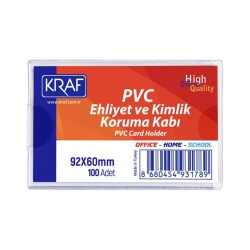 KRAF
www.kraf.com.tr
High
Quality
PVC
Ehliyet ve Kimlik
Koruma Kabı
PVC Card Holder
OFFICE - HOME - SCHOOL
92X60mm
100 Adet
Made in Turkey
8 680454 931789